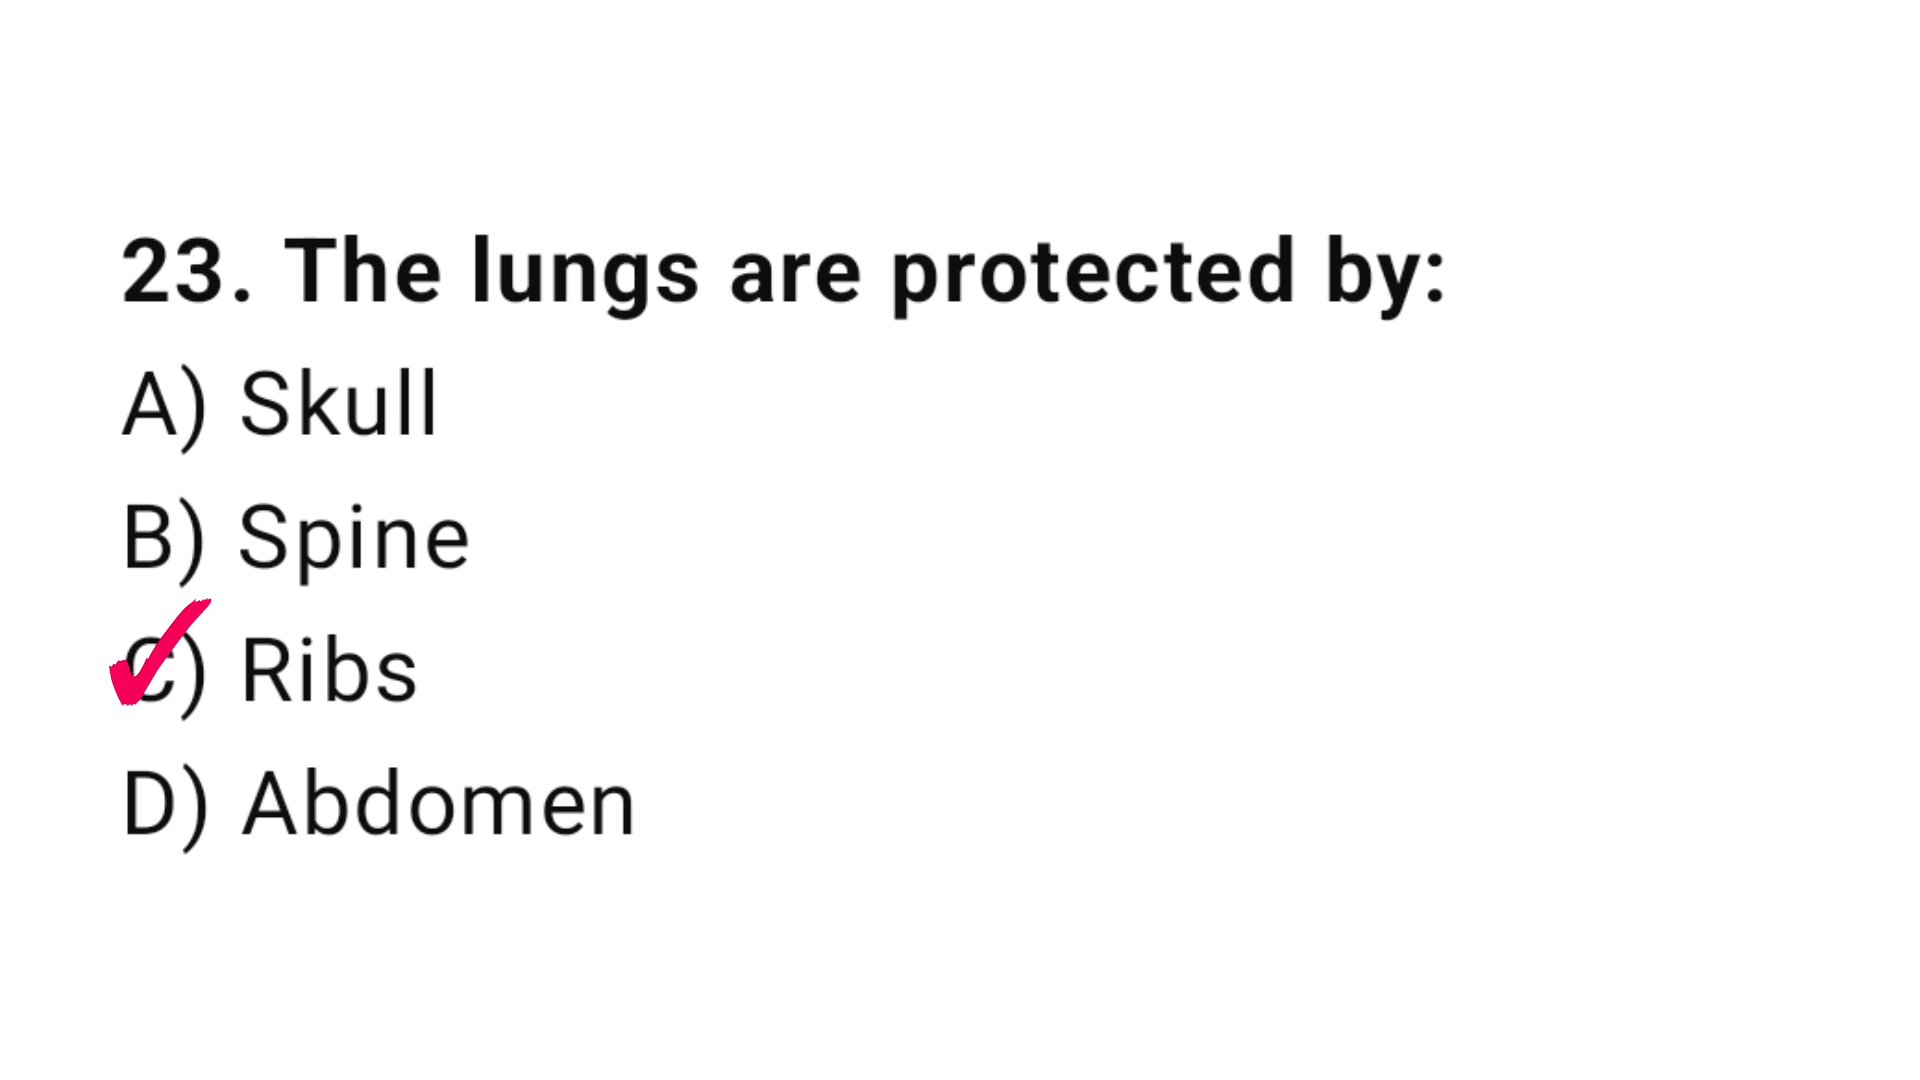 23. The lungs are protected by:
A) Skull
B) Spine
C) Ribs
D) Abdomen